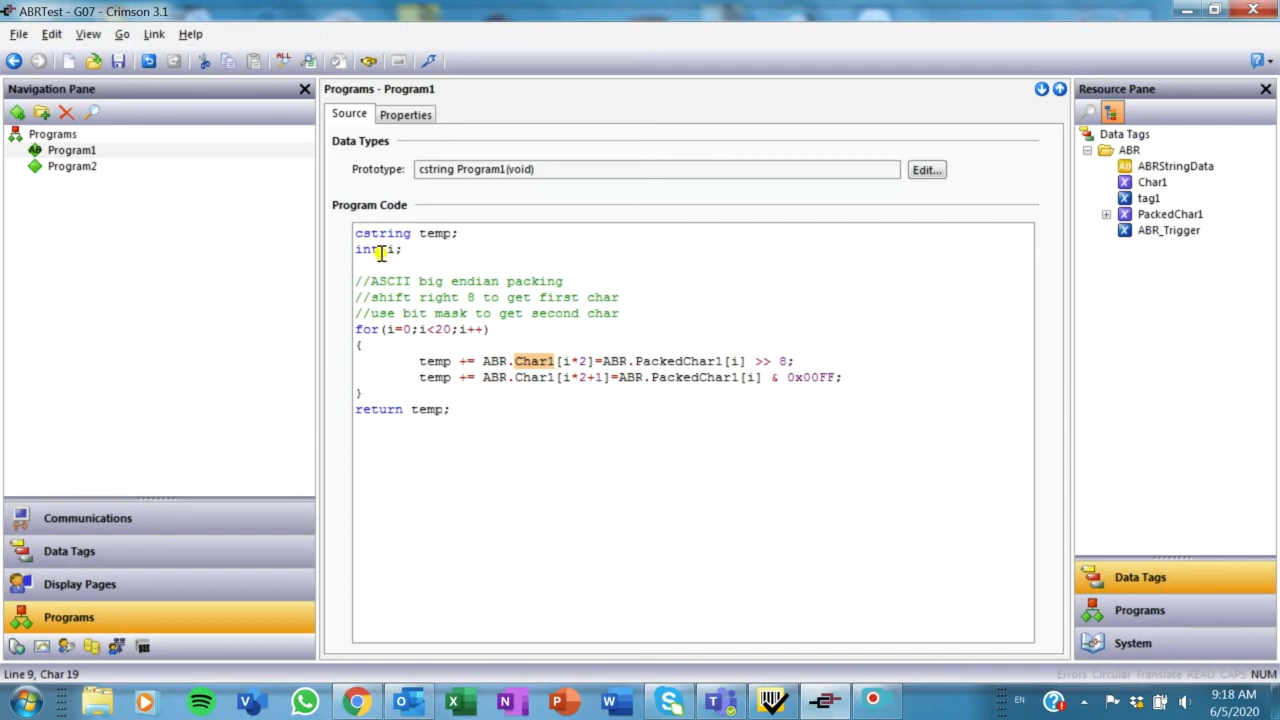 ABRTest - G07 - Crimson 3.1
File Edit View Go Link Help
Navigation Pane
Programs
Program1
Program2
Communications
Data Tags
Display Pages
Programs
Programs - Program1
Source Properties
Data Types
Prototype: cstring Program1(void) Edit...
Program Code
cstring temp;
int i;
//ASCII big endian packing
//shift right 8 to get first char
//use bit mask to get second char
for(i=0;i<20;i++)
{
temp += ABR.Char1[i*2]=ABR.PackedChar1[i] >> 8;
temp += ABR.Char1[i*2+1]=ABR.PackedChar1[i] & 0x00FF;
}
return temp;
Resource Pane
Data Tags
ABR
ABRStringData
Char1
tag1
PackedChar1
ABR_Trigger
Data Tags
Programs
System
Line 9, Char 19
Errors Circular Translate READ CAPS NUM
EN
9:18 AM
6/5/2020